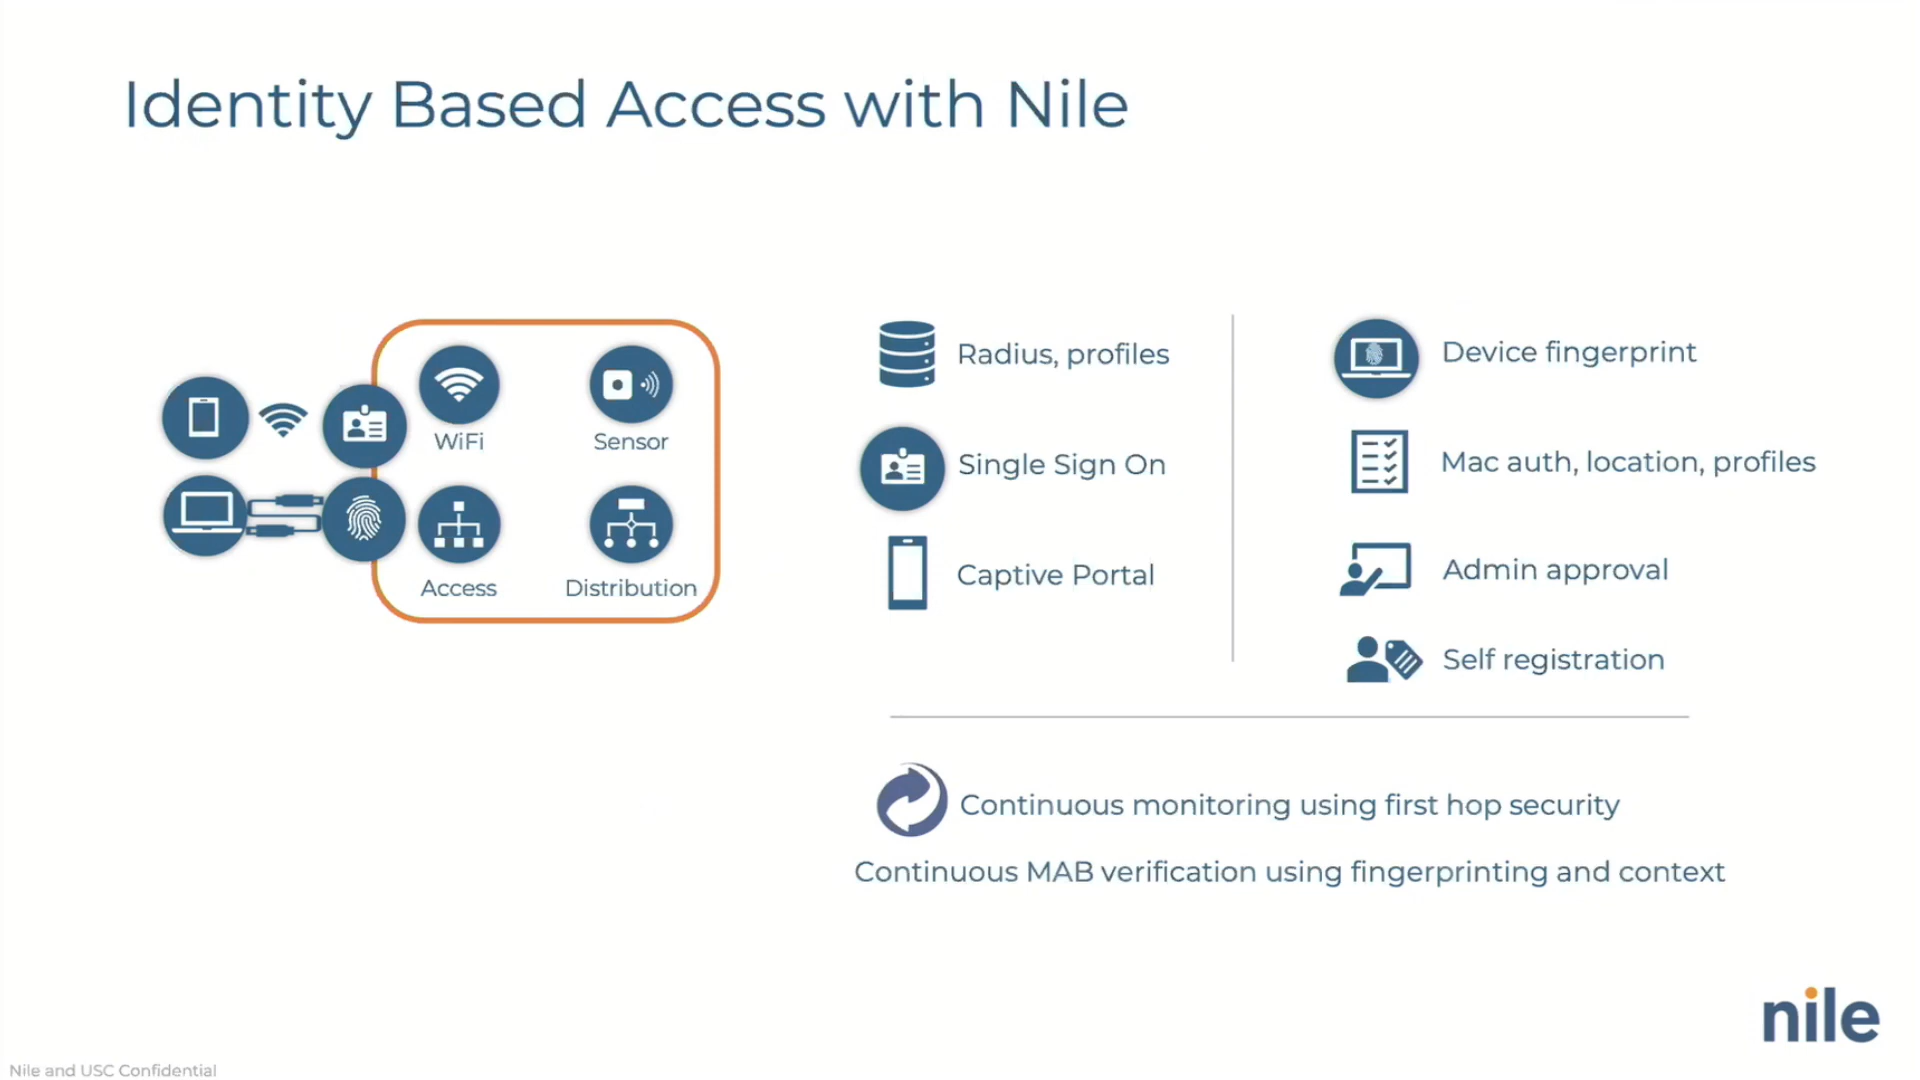 Identity Based Access with Nile
WiFi
Sensor
Access
Distribution
Radius, profiles
Single Sign On
Captive Portal
Device fingerprint
Mac auth, location, profiles
Admin approval
Self registration
Continuous monitoring using first hop security
Continuous MAB verification using fingerprinting and context
nile
Nile and USC Confidential